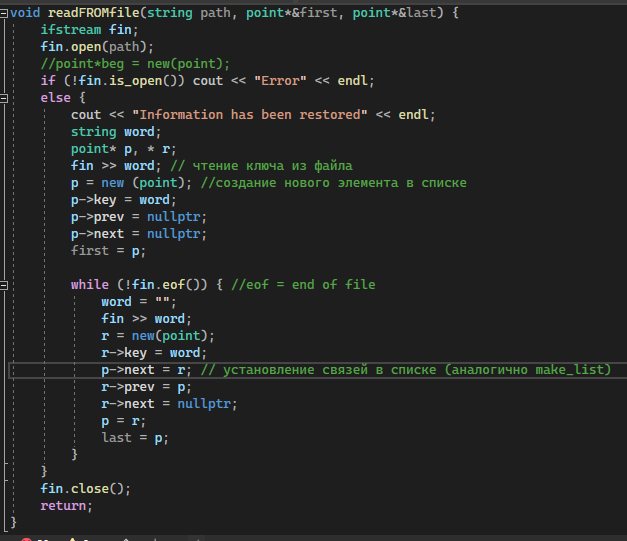 void readFROMfile(string path, point*&first, point*&last) {
ifstream fin;
fin.open(path);
//point*beg = new(point);
if (!fin.is_open()) cout << "Error" << endl;
else {
cout << "Information has been restored" << endl;
string word;
point* p, * r;
fin >> word; // чтение ключа из файла
p = new (point); //создание нового элемента в списке
p->key = word;
p->prev = nullptr;
p->next = nullptr;
first = p;
while (!fin.eof()) { //eof = end of file
word = "";
fin >> word;
r = new(point);
r->key = word;
p->next = r; // установление связей в списке (аналогично make_list)
r->prev = p;
r->next = nullptr;
p = r;
last = p;
}
}
fin.close();
return;
}